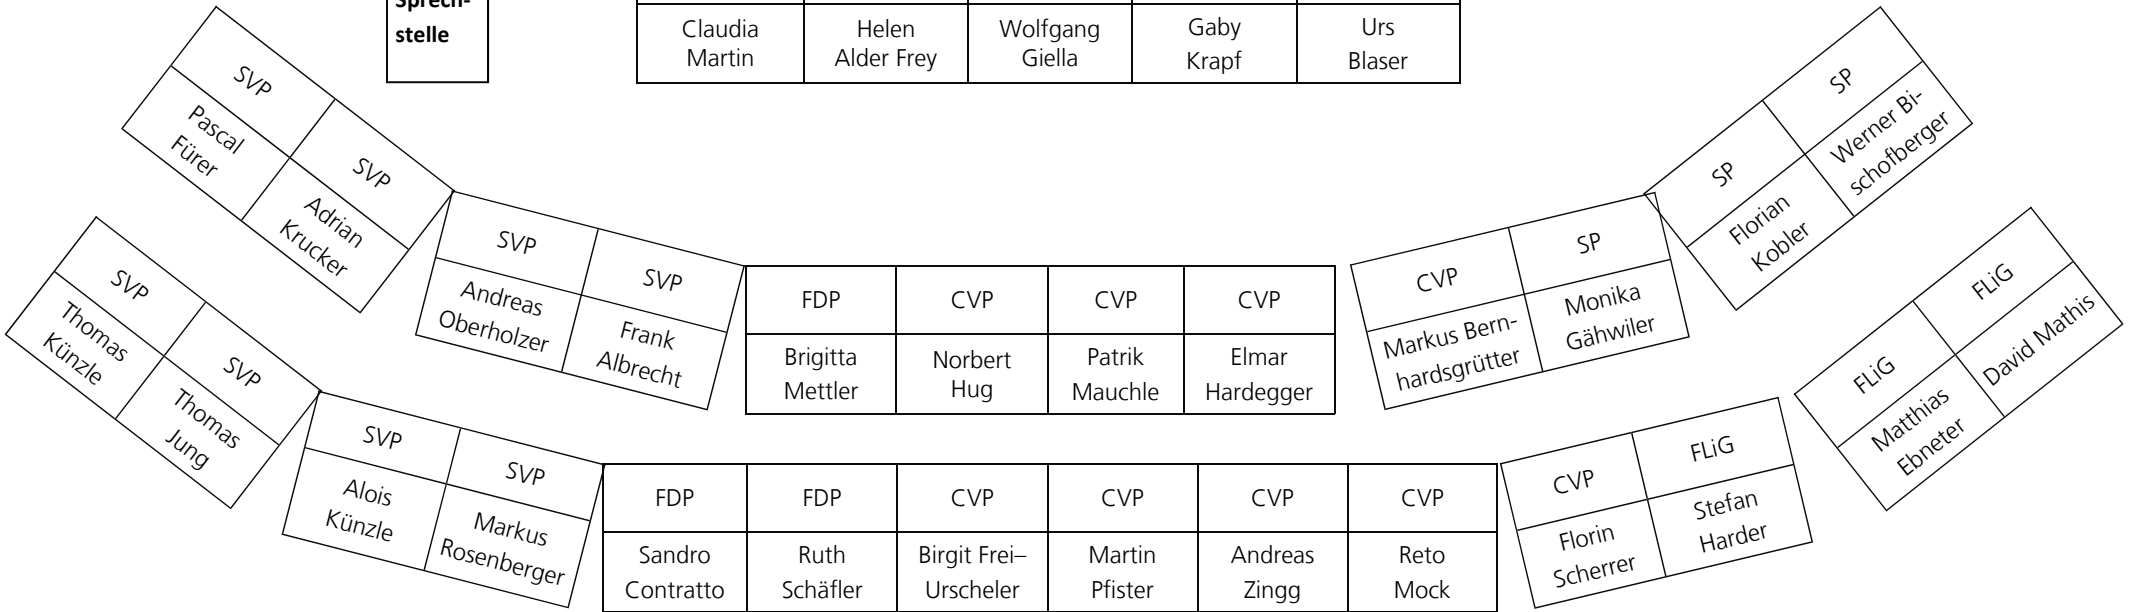 Sprech-
stelle
Claudia
Martin
Helen
Alder Frey
Wolfgang
Giella
Gaby
Krapf
Urs
Blaser
SVP
Pascal
Fürer
SVP
Adrian
Krucker
SVP
Andreas
Oberholzer
SVP
Frank
Albrecht
FDP
Brigitta
Mettler
CVP
Norbert
Hug
CVP
Patrik
Mauchle
CVP
Elmar
Hardegger
CVP
Markus Bern-
hardsgrütter
SP
Monika
Gähwiler
SP
Florian
Kobler
SP
Werner Bi-
schofberger
SVP
Thomas
Künzle
SVP
Thomas
Jung
SVP
Alois
Künzle
SVP
Markus
Rosenberger
FDP
Sandro
Contratto
FDP
Ruth
Schäfler
CVP
Birgit Frei–
Urscheler
CVP
Martin
Pfister
CVP
Andreas
Zingg
CVP
Reto
Mock
CVP
Florin
Scherrer
FLiG
Stefan
Harder
FLiG
Matthias
Ebneter
FLiG
David Mathis